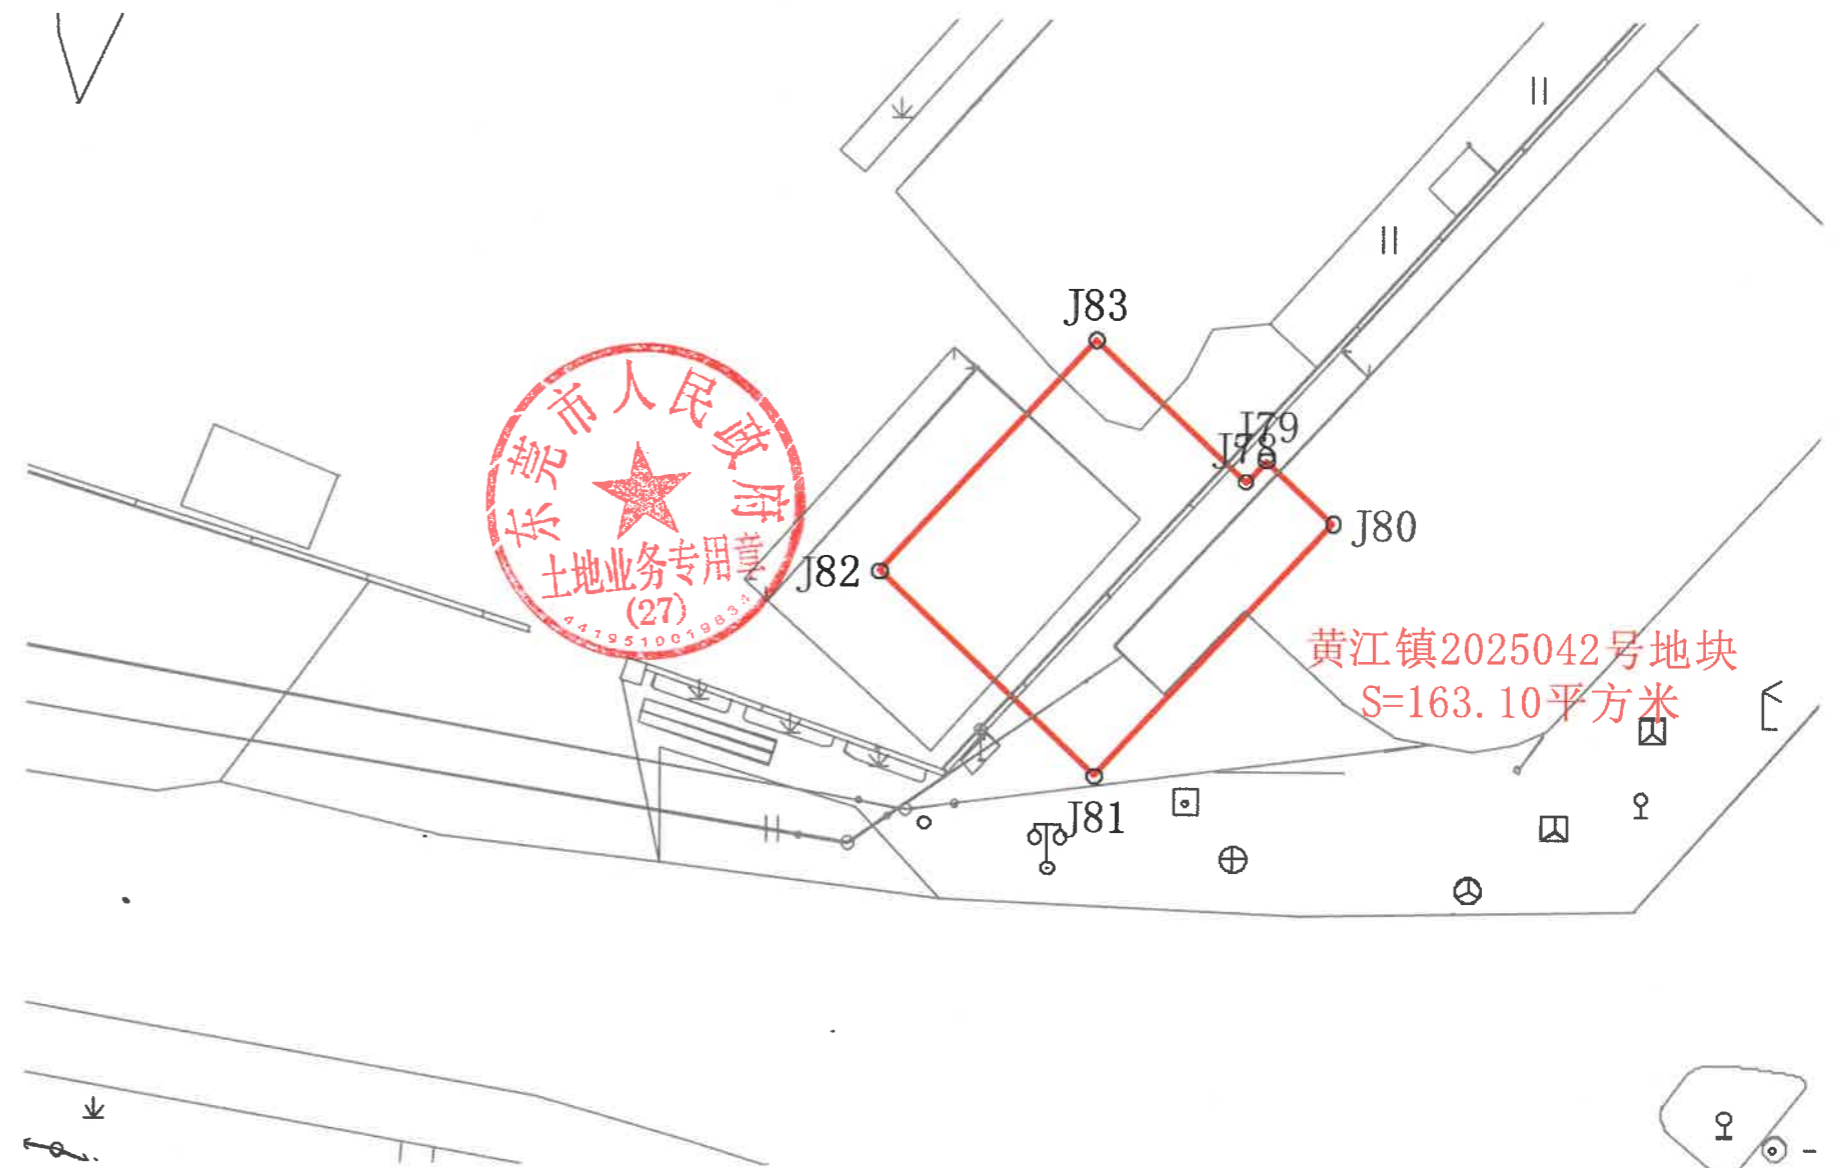 J83
J79
J78
J80
J82
J81
东莞市人民政府
土地业务专用章
(27)
4419510019834
黄江镇2025042号地块
S=163.10平方米